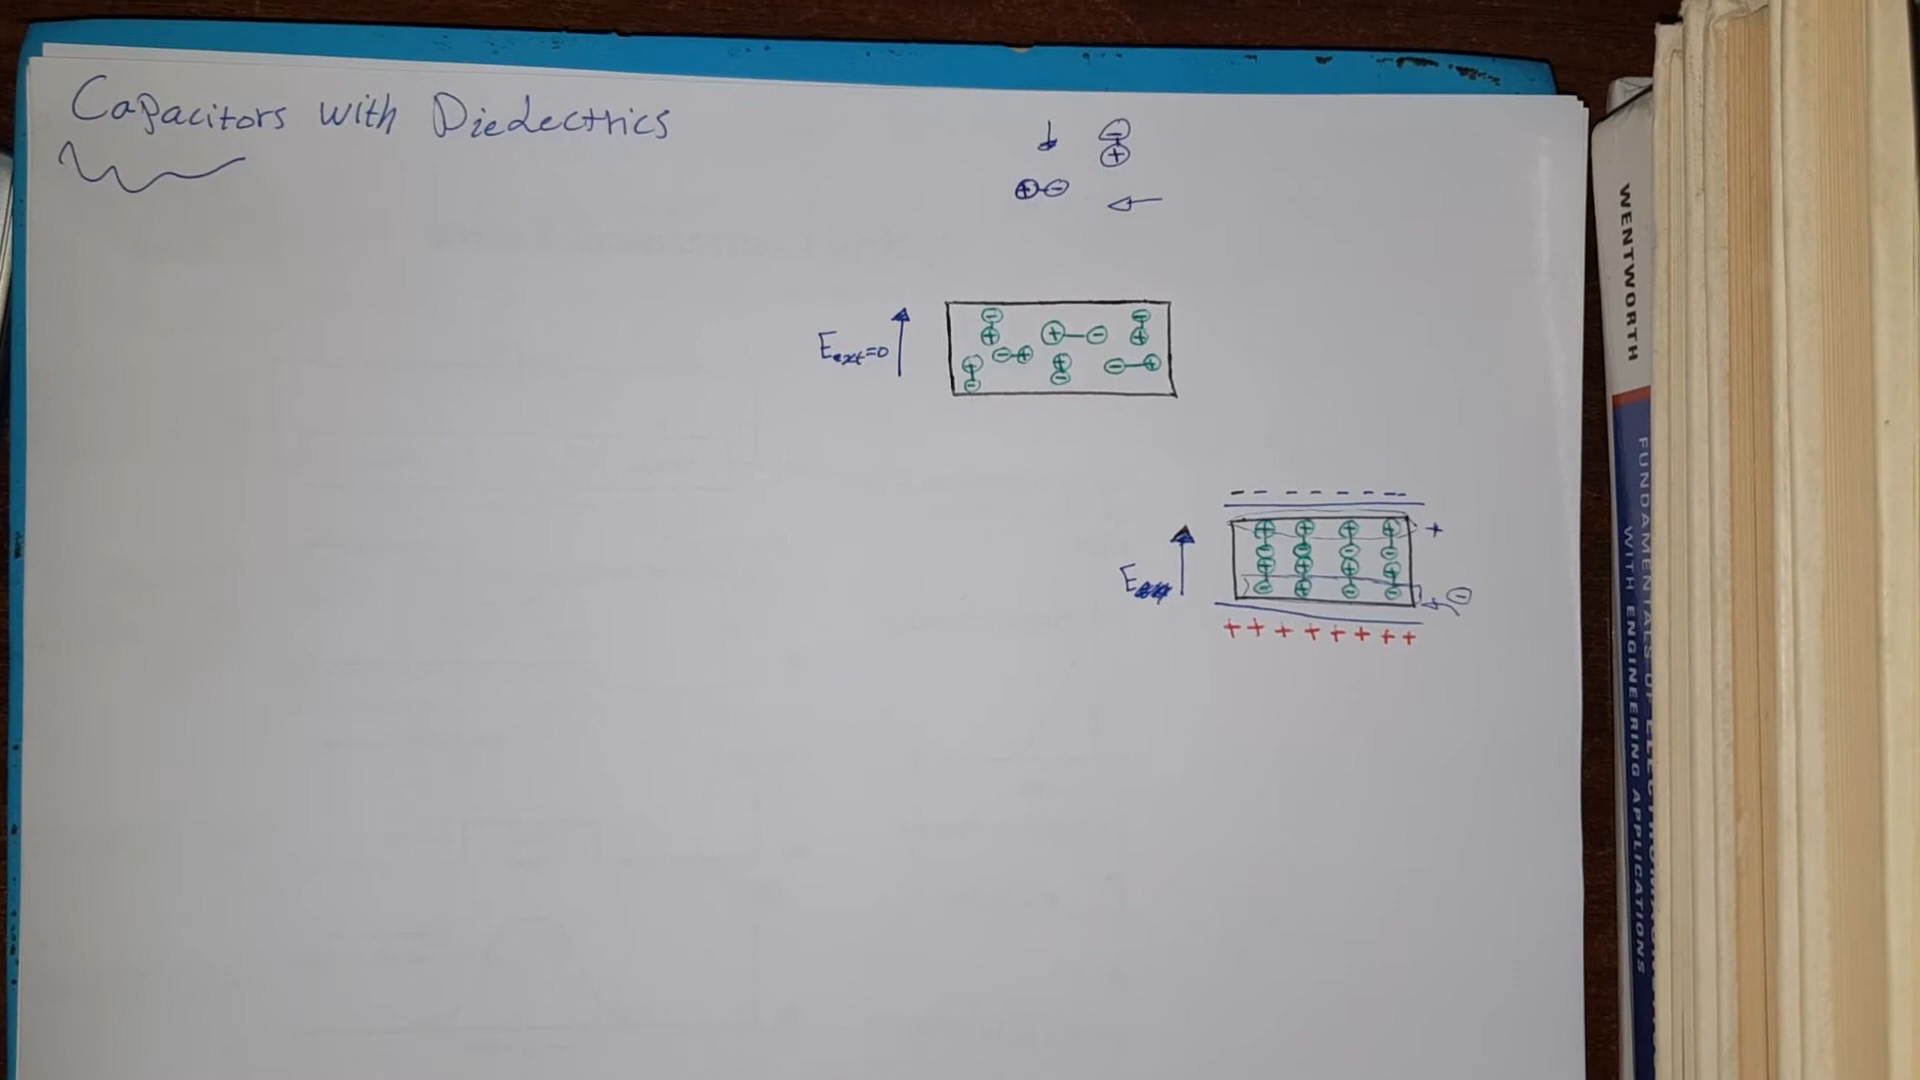 Capacitors with Dielectrics
- +
+ -
Eext=0
- + + - - +
- + + - + - - +
- - - - - - -
+ + + + +
- - - -
+ + + +
- + - -
-
E
+ + + + + + + +
WENTWORTH
FUNDAMENTALS OF ELECTROMAGNETICS
WITH ENGINEERING APPLICATIONS